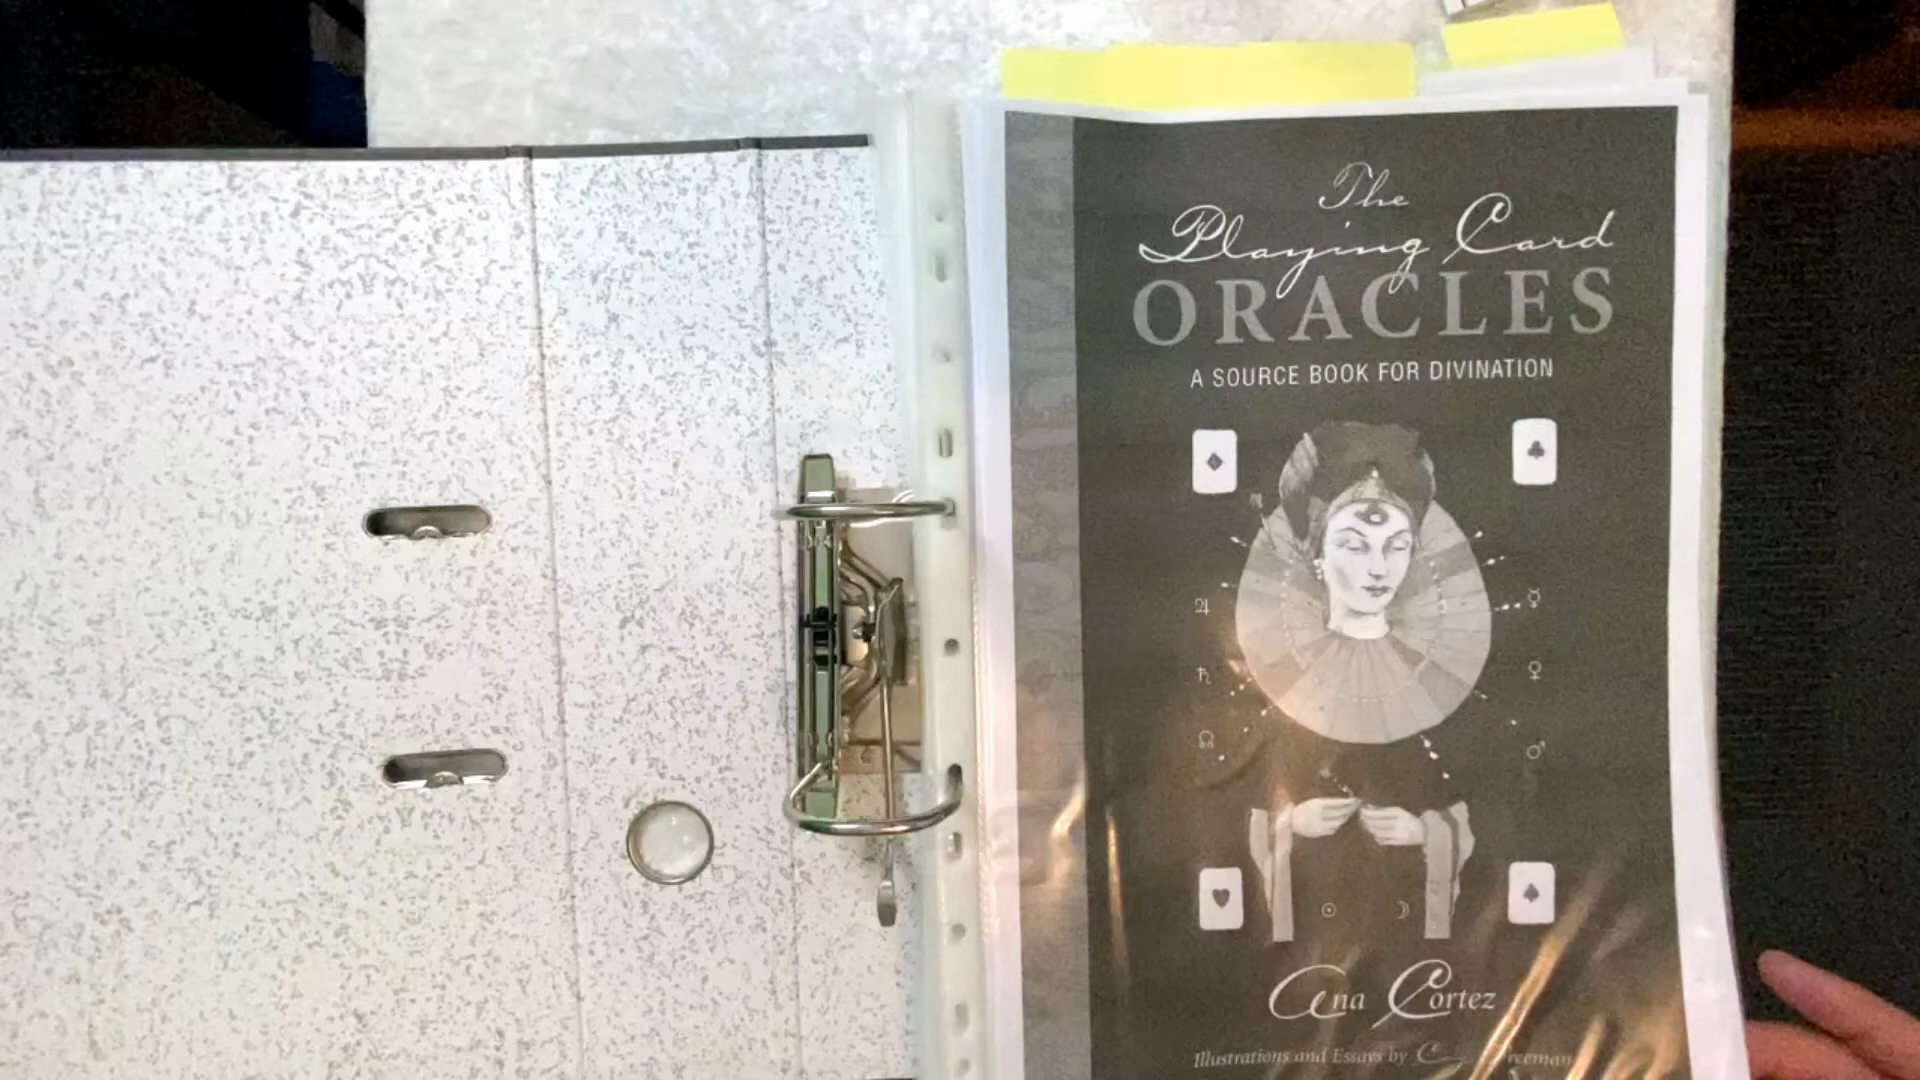 The
Playing Card
ORACLES
A SOURCE BOOK FOR DIVINATION
Ana Cortez
Illustrations and Essays by